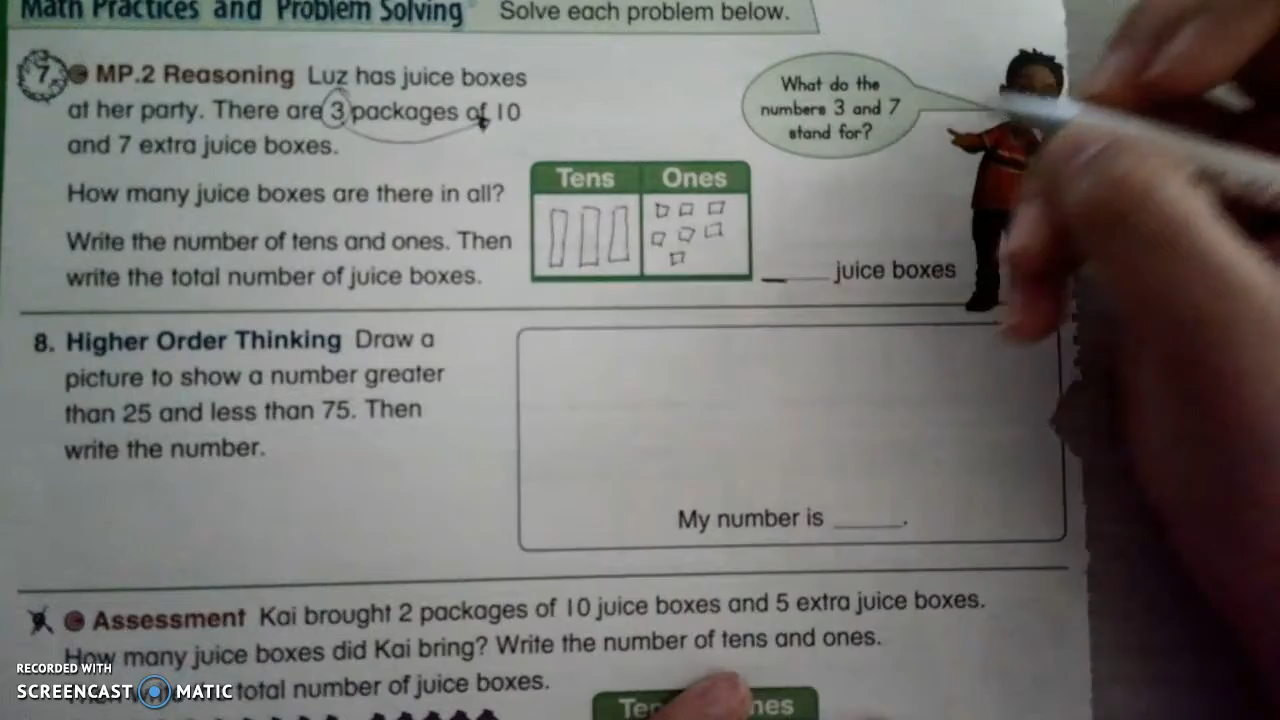 Math Practices and Problem Solving Solve each problem below.
7. MP.2 Reasoning Luz has juice boxes
at her party. There are 3 packages of 10
and 7 extra juice boxes.
How many juice boxes are there in all?
Write the number of tens and ones. Then
write the total number of juice boxes.
Tens Ones
____ juice boxes
What do the
numbers 3 and 7
stand for?
8. Higher Order Thinking Draw a
picture to show a number greater
than 25 and less than 75. Then
write the number.
My number is _____.
Assessment Kai brought 2 packages of 10 juice boxes and 5 extra juice boxes.
How many juice boxes did Kai bring? Write the number of tens and ones.
total number of juice boxes.
RECORDED WITH
SCREENCAST MATIC